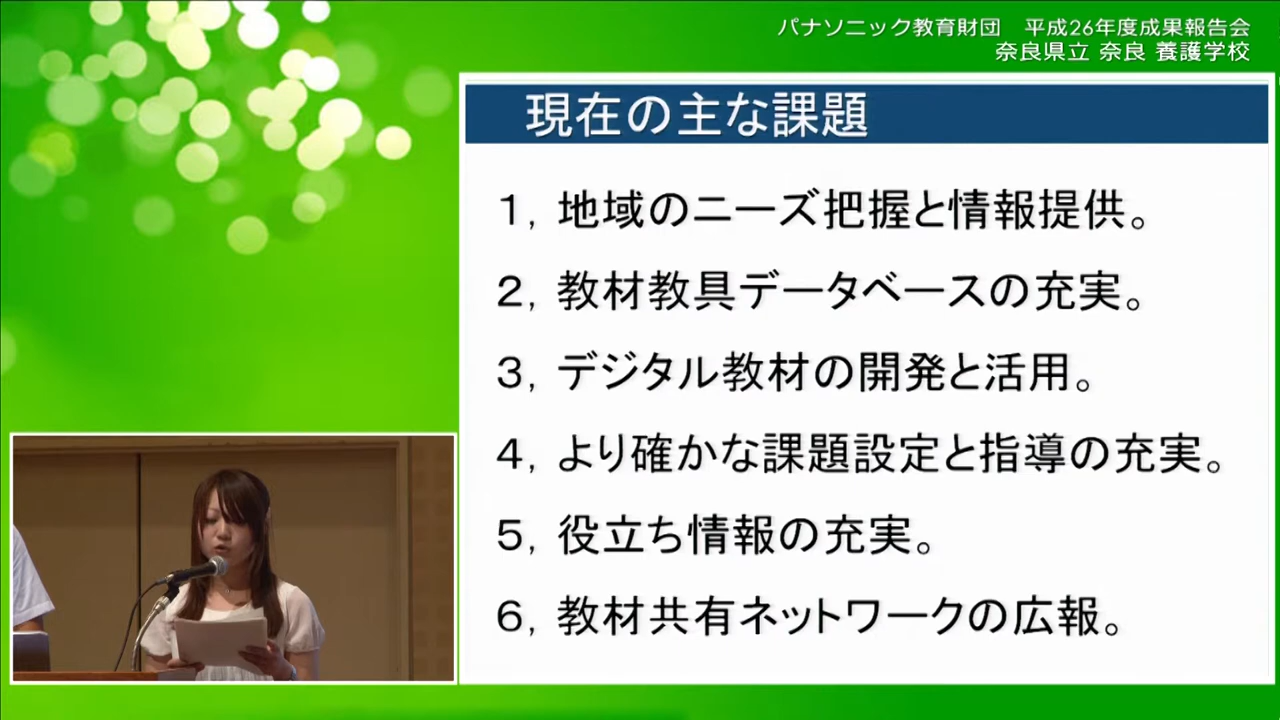 パナソニック教育財団　平成26年度成果報告会
奈良県立 奈良 養護学校
現在の主な課題
１，地域のニーズ把握と情報提供。
２，教材教具データベースの充実。
３，デジタル教材の開発と活用。
４，より確かな課題設定と指導の充実。
５，役立ち情報の充実。
６，教材共有ネットワークの広報。